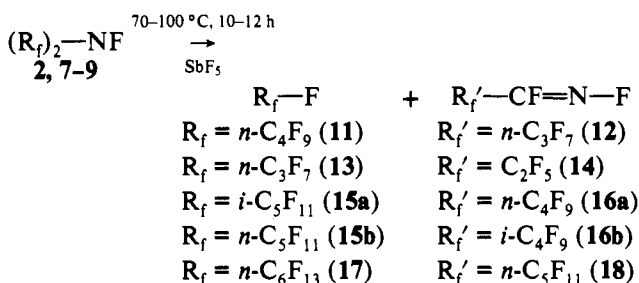 70–100 °C, 10–12 h
(R_f)_2—NF →
2, 7–9 SbF_5
R_f—F + R_f′—CF=N—F
R_f = n-C_4F_9 (11) R_f′ = n-C_3F_7 (12)
R_f = n-C_3F_7 (13) R_f′ = C_2F_5 (14)
R_f = i-C_5F_11 (15a) R_f′ = n-C_4F_9 (16a)
R_f = n-C_5F_11 (15b) R_f′ = i-C_4F_9 (16b)
R_f = n-C_6F_13 (17) R_f′ = n-C_5F_11 (18)